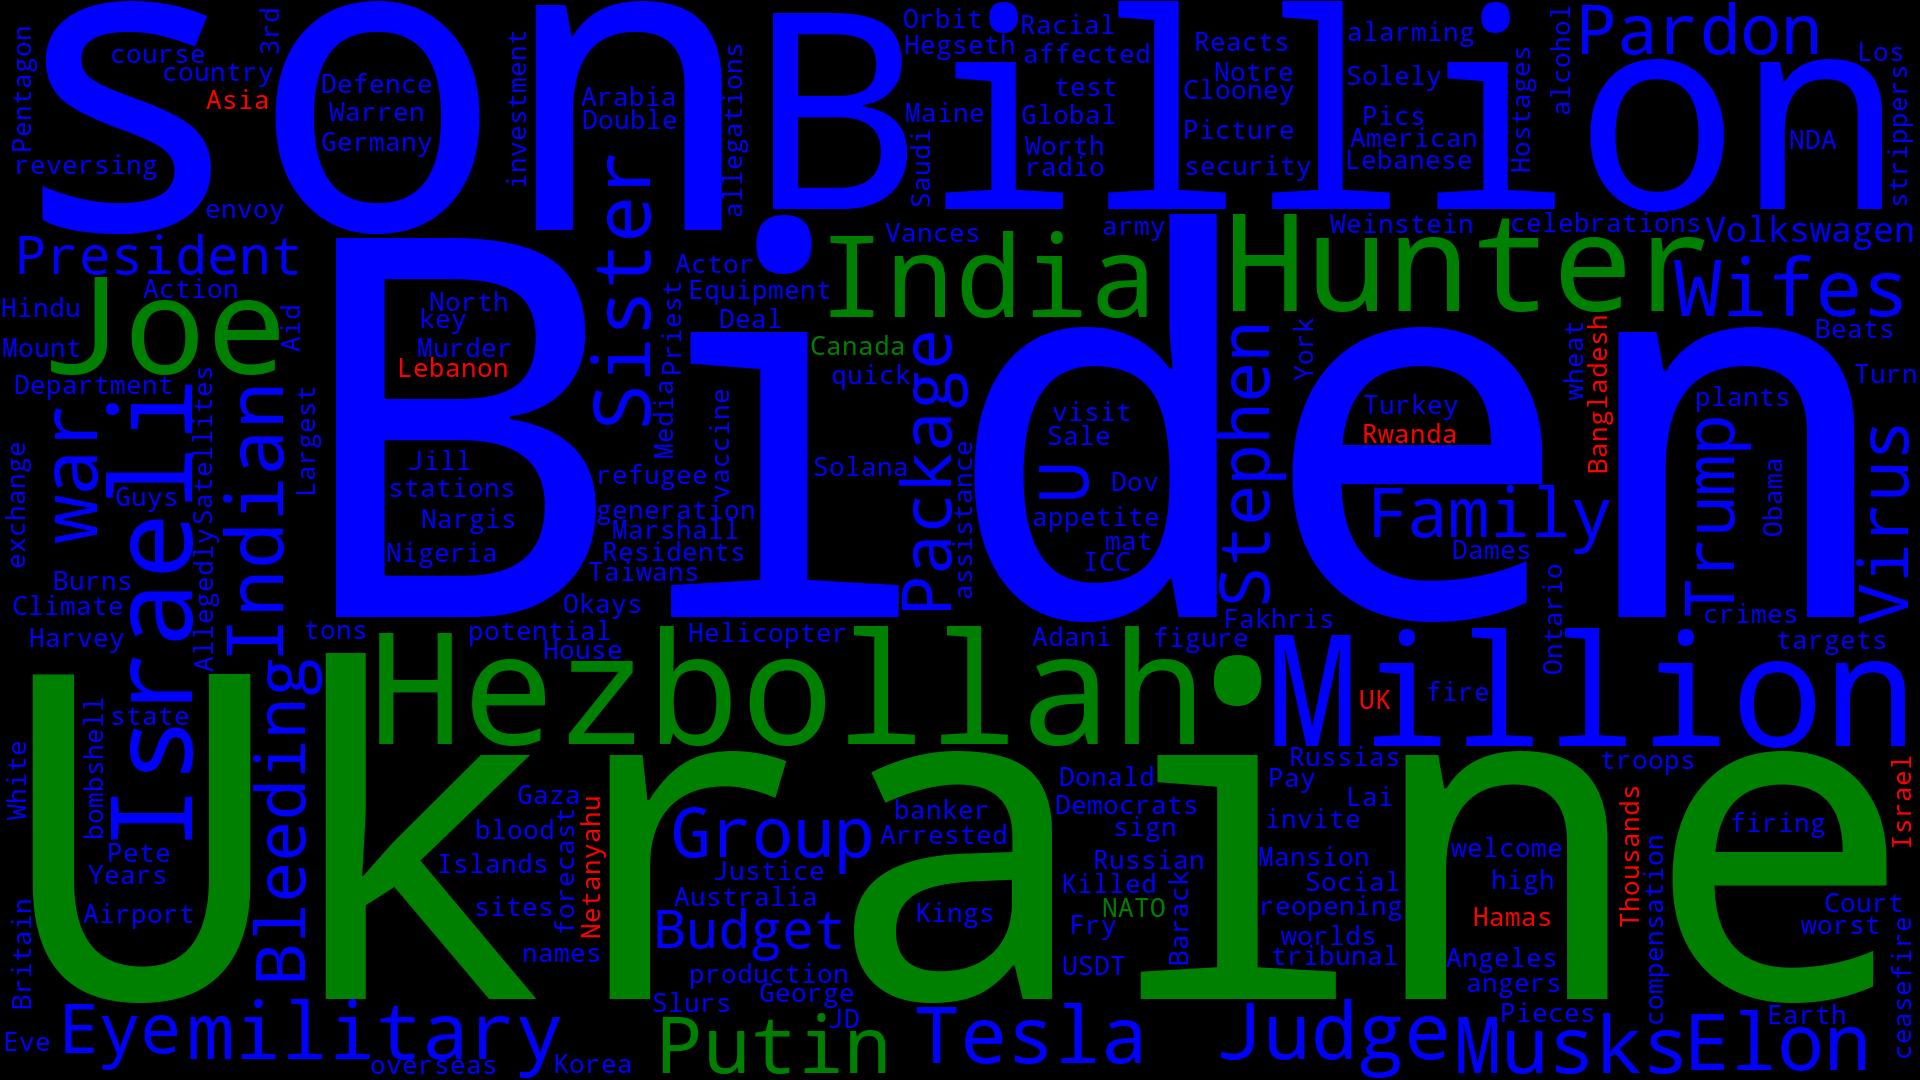 son
Billion
Pardon
Pentagon
course
country
3rd
Asia
reversing
envoy
Defence
Warren
Germany
investment
Arabia
Double
allegations
Orbit
Hegseth
Racial
affected
test
Maine
Global
Worth
radio
Saudi
Reacts
Notre
Clooney
Picture
security
alarming
Solely
Pics
American
Lebanese
Hostages
alcohol
Los
NDA
strippers
President
Sister
Vances
army
Weinstein
celebrations
Volkswagen
Joe
Action
Hindu
Mount
Aid
Department
Biden
North
key
Murder
Lebanon
Actor
Equipment
Deal
Priest
India
Hunter
Wifes
Canada
quick
York
wheat
Bangladesh
Beats
Turn
war
Israeli
Indian
Satellites
Largest
exchange
Guys
Allegedly
Jill
stations
Nargis
Nigeria
Media
vaccine
refugee
generation
Marshall
Residents
Taiwans
Okays
Solana
Package
assistance
visit
Sale
U
Dov
appetite
mat
ICC
Stephen
Turkey
Rwanda
Family
Dames
plants
Trump
Obama
Virus
crimes
Burns
Climate
Harvey
tons
potential
House
Helicopter
Adani
figure
Fakhris
Ontario
targets
Hezbollah
Million
UK
fire
Ukraine
Bleeding
state
bombshell
White
Pete
Years
Airport
Britain
Gaza
blood
Islands
sites
names
forecast
Netanyahu
Group
Justice
Australia
Budget
production
George
Slurs
JD
banker
Arrested
Kings
Donald
Democrats
sign
Russian
Killed
NATO
Fry
USDT
Barack
Russias
Pay
Lai
invite
Mansion
Social
reopening
worlds
tribunal
welcome
high
Hamas
Angeles
angers
Pieces
troops
Thousands
compensation
firing
Israel
Court
worst
ceasefire
Earth
Eve
Eye
military
overseas
Korea
Putin
Tesla
Judge
Musks
Elon